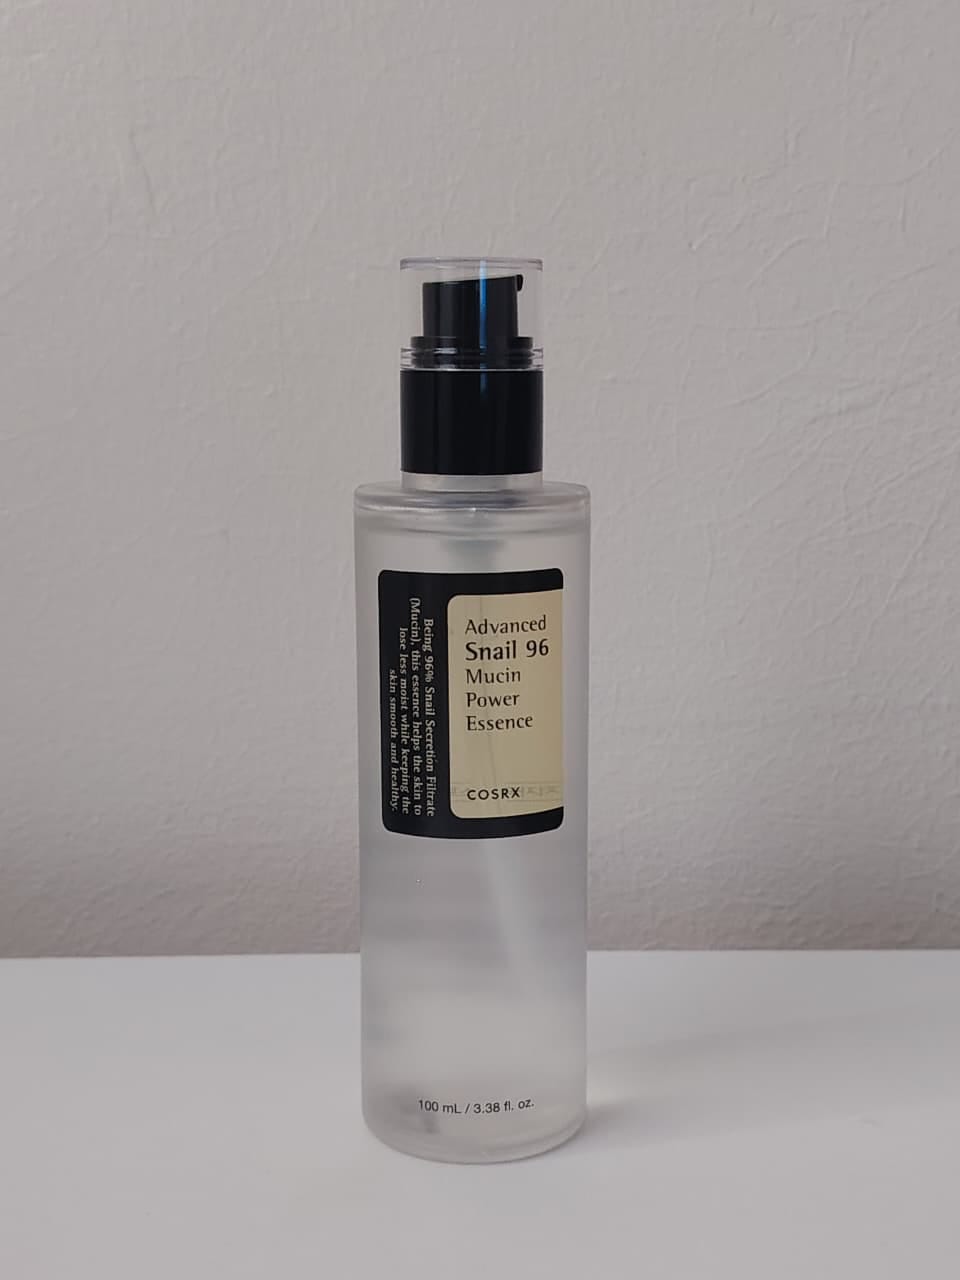 Advanced
Snail 96
Mucin
Power
Essence
COSRX
Being 96% Snail Secretion Filtrate
(Mucin), this essence helps the skin to
lose less moist while keeping the
skin smooth and healthy.
100 mL / 3.38 fl. oz.